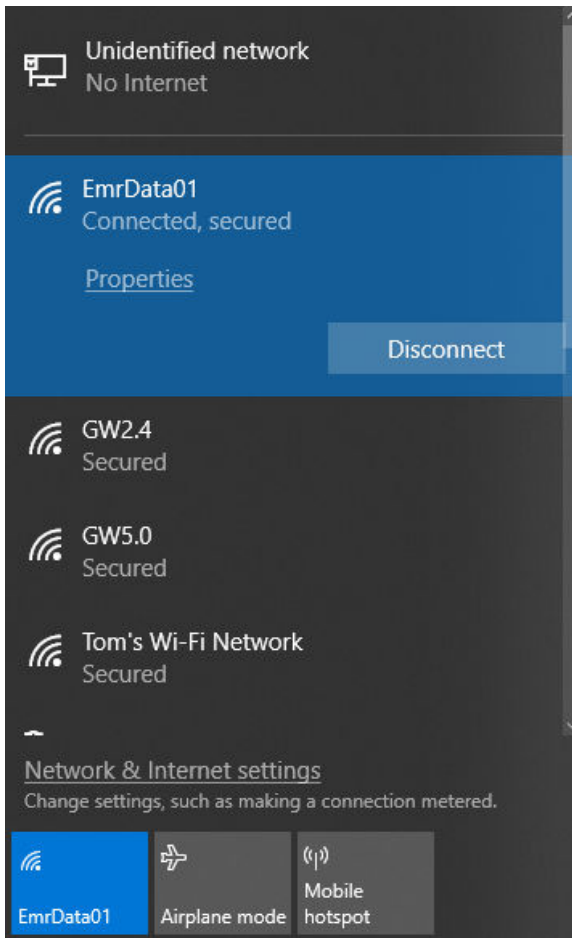 Unidentified network
No Internet
EmrData01
Connected, secured
Properties
Disconnect
GW2.4
Secured
GW5.0
Secured
Tom's Wi-Fi Network
Secured
Network & Internet settings
Change settings, such as making a connection metered.
EmrData01
Airplane mode
Mobile
hotspot